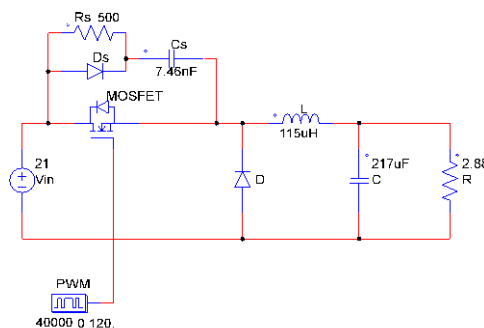 Rs 500
Ds
Cs
7.46nF
MOSFET
L
115uH
21
Vin
D
217uF
C
2.88
R
PWM
40000 0 120.